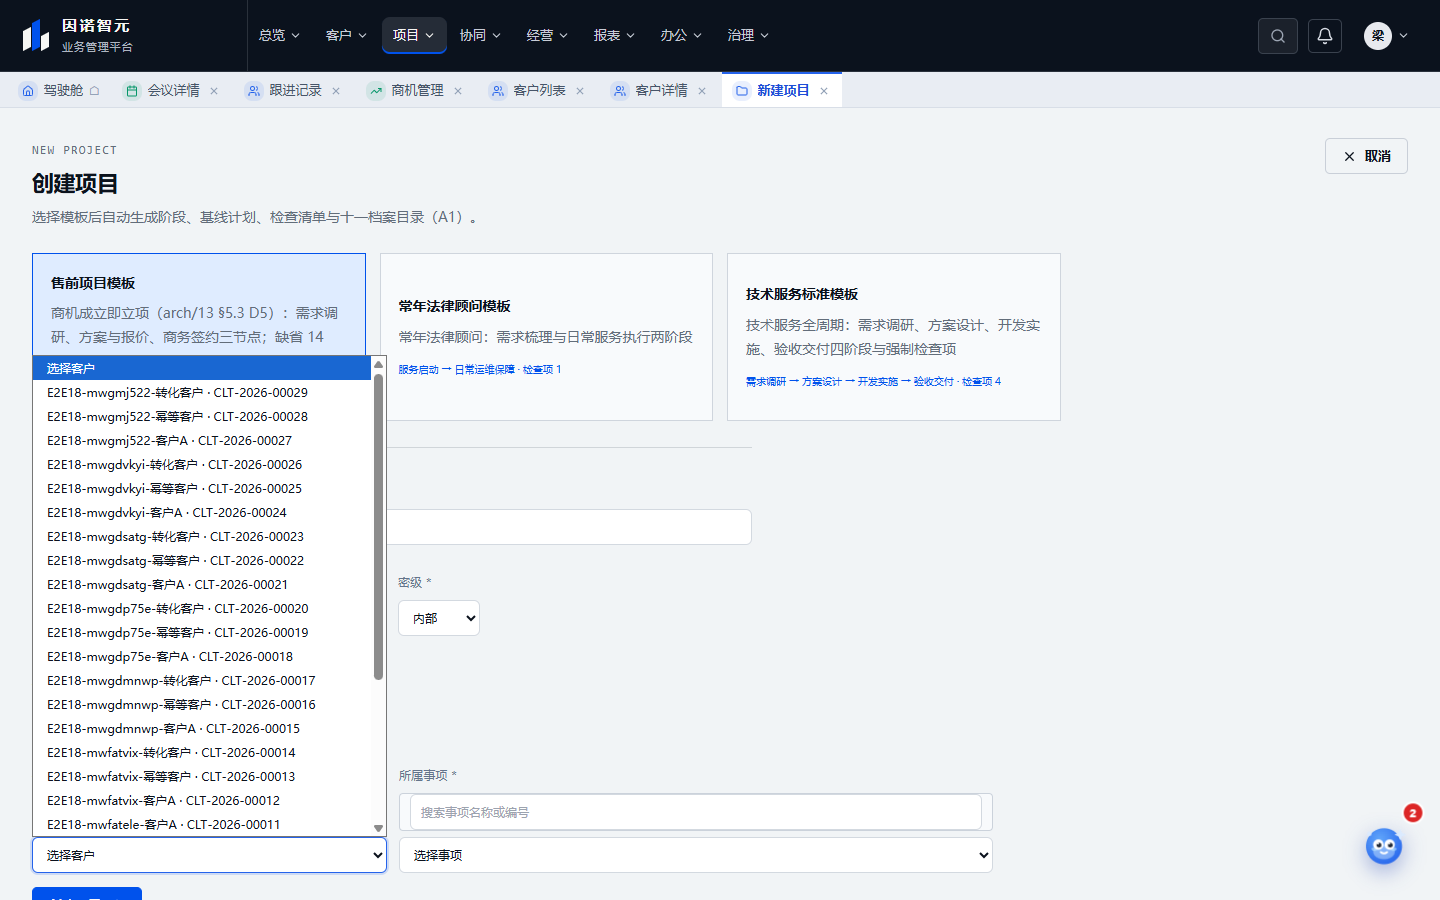 因诺智元
业务管理平台
总览
客户
项目
协同
经营
报表
办公
治理
梁
驾驶舱
会议详情
跟进记录
商机管理
客户列表
客户详情
新建项目
NEW PROJECT
取消
创建项目
选择模板后自动生成阶段、基线计划、检查清单与十一档案目录（A1）。
售前项目模板
商机成立即立项（arch/13 §5.3 D5）：需求调
研、方案与报价、商务签约三节点；缺省 14
常年法律顾问模板
常年法律顾问：需求梳理与日常服务执行两阶段
服务启动 → 日常运维保障 · 检查项 1
技术服务标准模板
技术服务全周期：需求调研、方案设计、开发实
施、验收交付四阶段与强制检查项
需求调研 → 方案设计 → 开发实施 → 验收交付 · 检查项 4
选择客户
E2E18-mwgmj522-转化客户 · CLT-2026-00029
E2E18-mwgmj522-幂等客户 · CLT-2026-00028
E2E18-mwgmj522-客户A · CLT-2026-00027
E2E18-mwgdvkyi-转化客户 · CLT-2026-00026
E2E18-mwgdvkyi-幂等客户 · CLT-2026-00025
E2E18-mwgdvkyi-客户A · CLT-2026-00024
E2E18-mwgdsatg-转化客户 · CLT-2026-00023
E2E18-mwgdsatg-幂等客户 · CLT-2026-00022
E2E18-mwgdsatg-客户A · CLT-2026-00021
E2E18-mwgdp75e-转化客户 · CLT-2026-00020
E2E18-mwgdp75e-幂等客户 · CLT-2026-00019
E2E18-mwgdp75e-客户A · CLT-2026-00018
E2E18-mwgdmnwp-转化客户 · CLT-2026-00017
E2E18-mwgdmnwp-幂等客户 · CLT-2026-00016
E2E18-mwgdmnwp-客户A · CLT-2026-00015
E2E18-mwfatvix-转化客户 · CLT-2026-00014
E2E18-mwfatvix-幂等客户 · CLT-2026-00013
E2E18-mwfatvix-客户A · CLT-2026-00012
E2E18-mwfatele-客户A · CLT-2026-00011
密级 *
内部
所属事项 *
搜索事项名称或编号
选择客户
选择事项
2